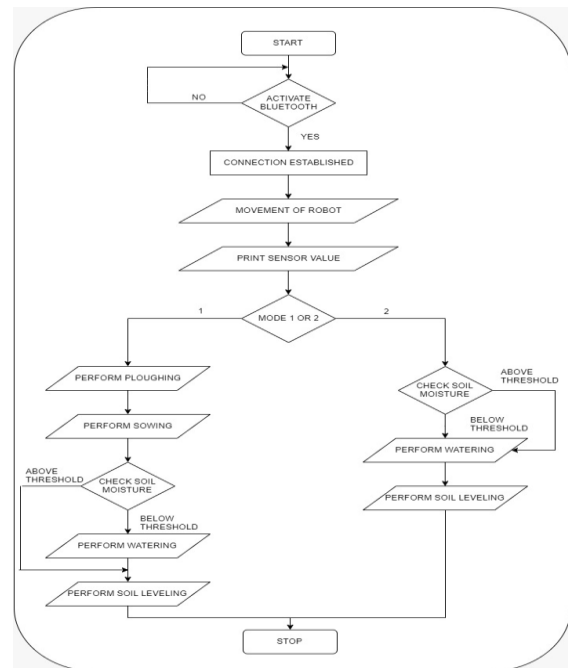 START
ACTIVATE
BLUETOOTH
NO
YES
CONNECTION ESTABLISHED
MOVEMENT OF ROBOT
PRINT SENSOR VALUE
MODE 1 OR 2
1
2
PERFORM PLOUGHING
PERFORM SOWING
ABOVE
THRESHOLD
CHECK SOIL
MOISTURE
BELOW
THRESHOLD
PERFORM WATERING
PERFORM SOIL LEVELING
CHECK SOIL
MOISTURE
ABOVE
THRESHOLD
BELOW
THRESHOLD
PERFORM WATERING
PERFORM SOIL LEVELING
STOP